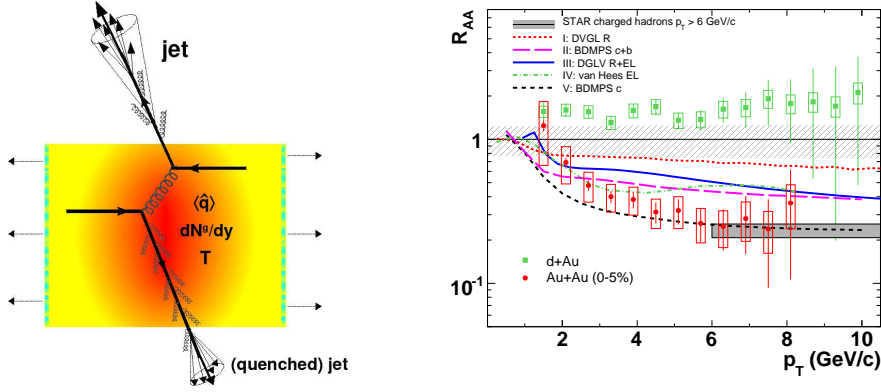 jet
⟨q̂⟩
dNᵍ/dy
T
(quenched) jet
R_AA
STAR charged hadrons p_T > 6 GeV/c
I: DVGL R
II: BDMPS c+b
III: DGLV R+EL
IV: van Hees EL
V: BDMPS c
1
10⁻¹
d+Au
Au+Au (0-5%)
2 4 6 8 10
p_T (GeV/c)